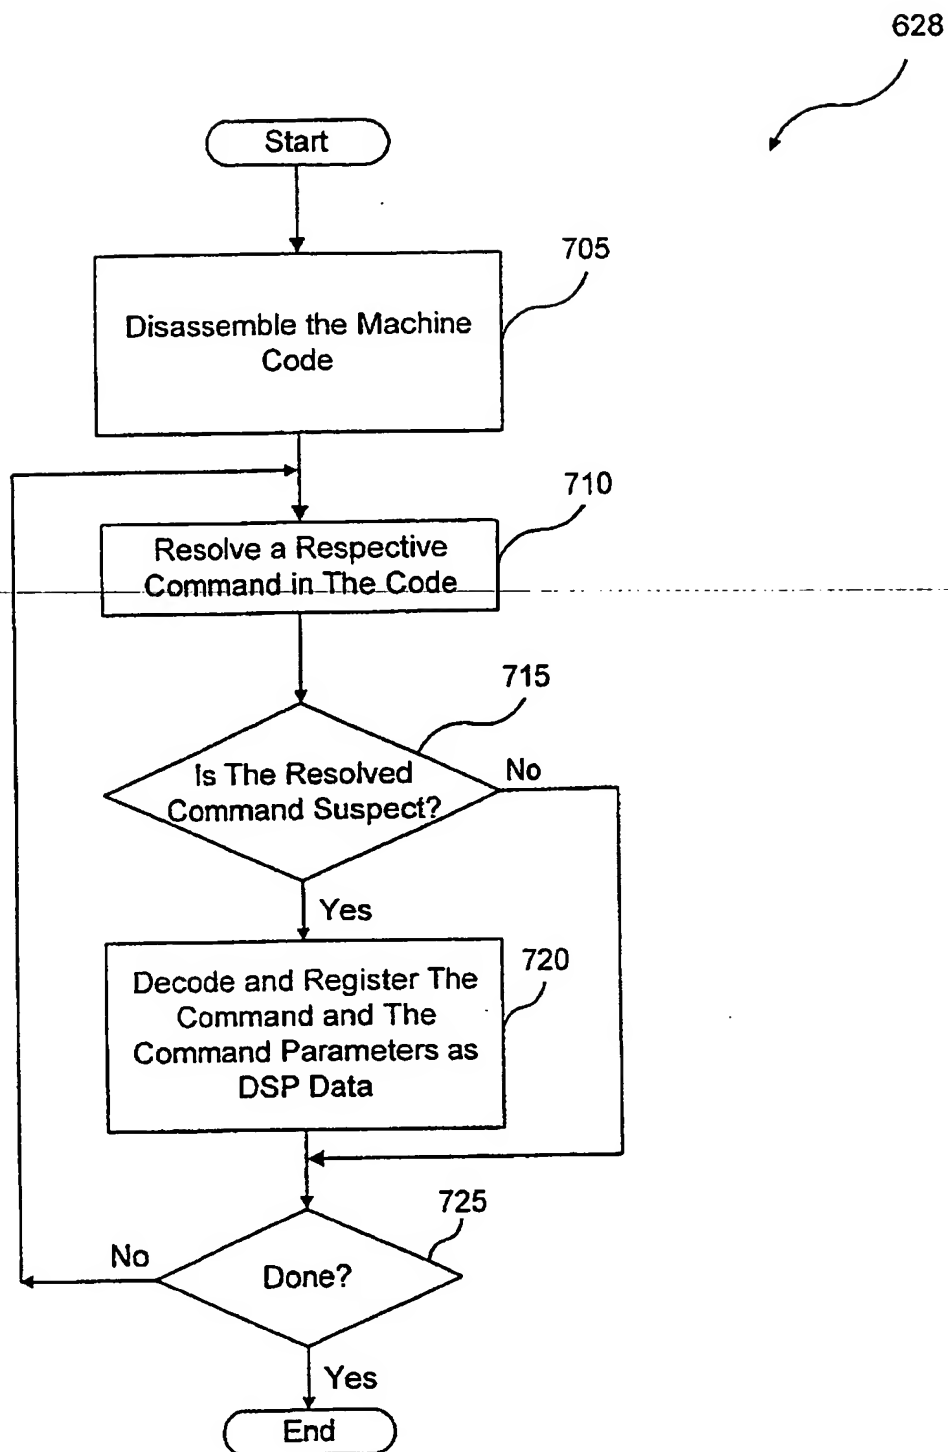 628
Start
705
Disassemble the Machine
Code
710
Resolve a Respective
Command in The Code
715
Is The Resolved
Command Suspect?
No
Yes
720
Decode and Register The
Command and The
Command Parameters as
DSP Data
725
No
Done?
Yes
End